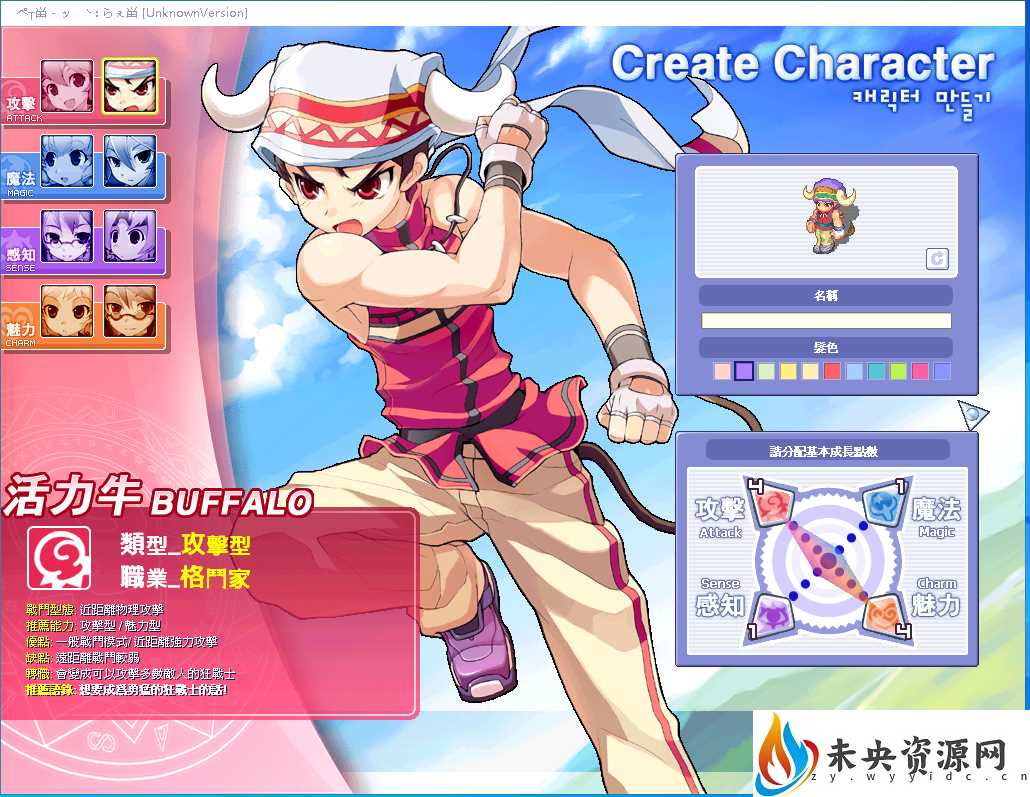 [UnknownVersion]
Create Character
캐릭터 만들기
攻擊
ATTACK
魔法
MAGIC
感知
SENSE
魅力
CHARM
名稱
髮色
請分配基本成長點數
4
1
攻擊
Attack
魔法
Magic
Sense
感知
Charm
魅力
1
4
活力牛 BUFFALO
類型_攻擊型
職業_格鬥家
戰鬥型態: 近距離物理攻擊
推薦能力: 攻擊型 / 魅力型
優點: 一般戰鬥模式/ 近距離強力攻擊
缺點: 遠距離戰鬥較弱
轉職: 會變成可以攻擊多數敵人的狂戰士
推薦語錄: 想要成爲勇猛的狂戰士的話!
未央资源网
zy.wyyidc.cn